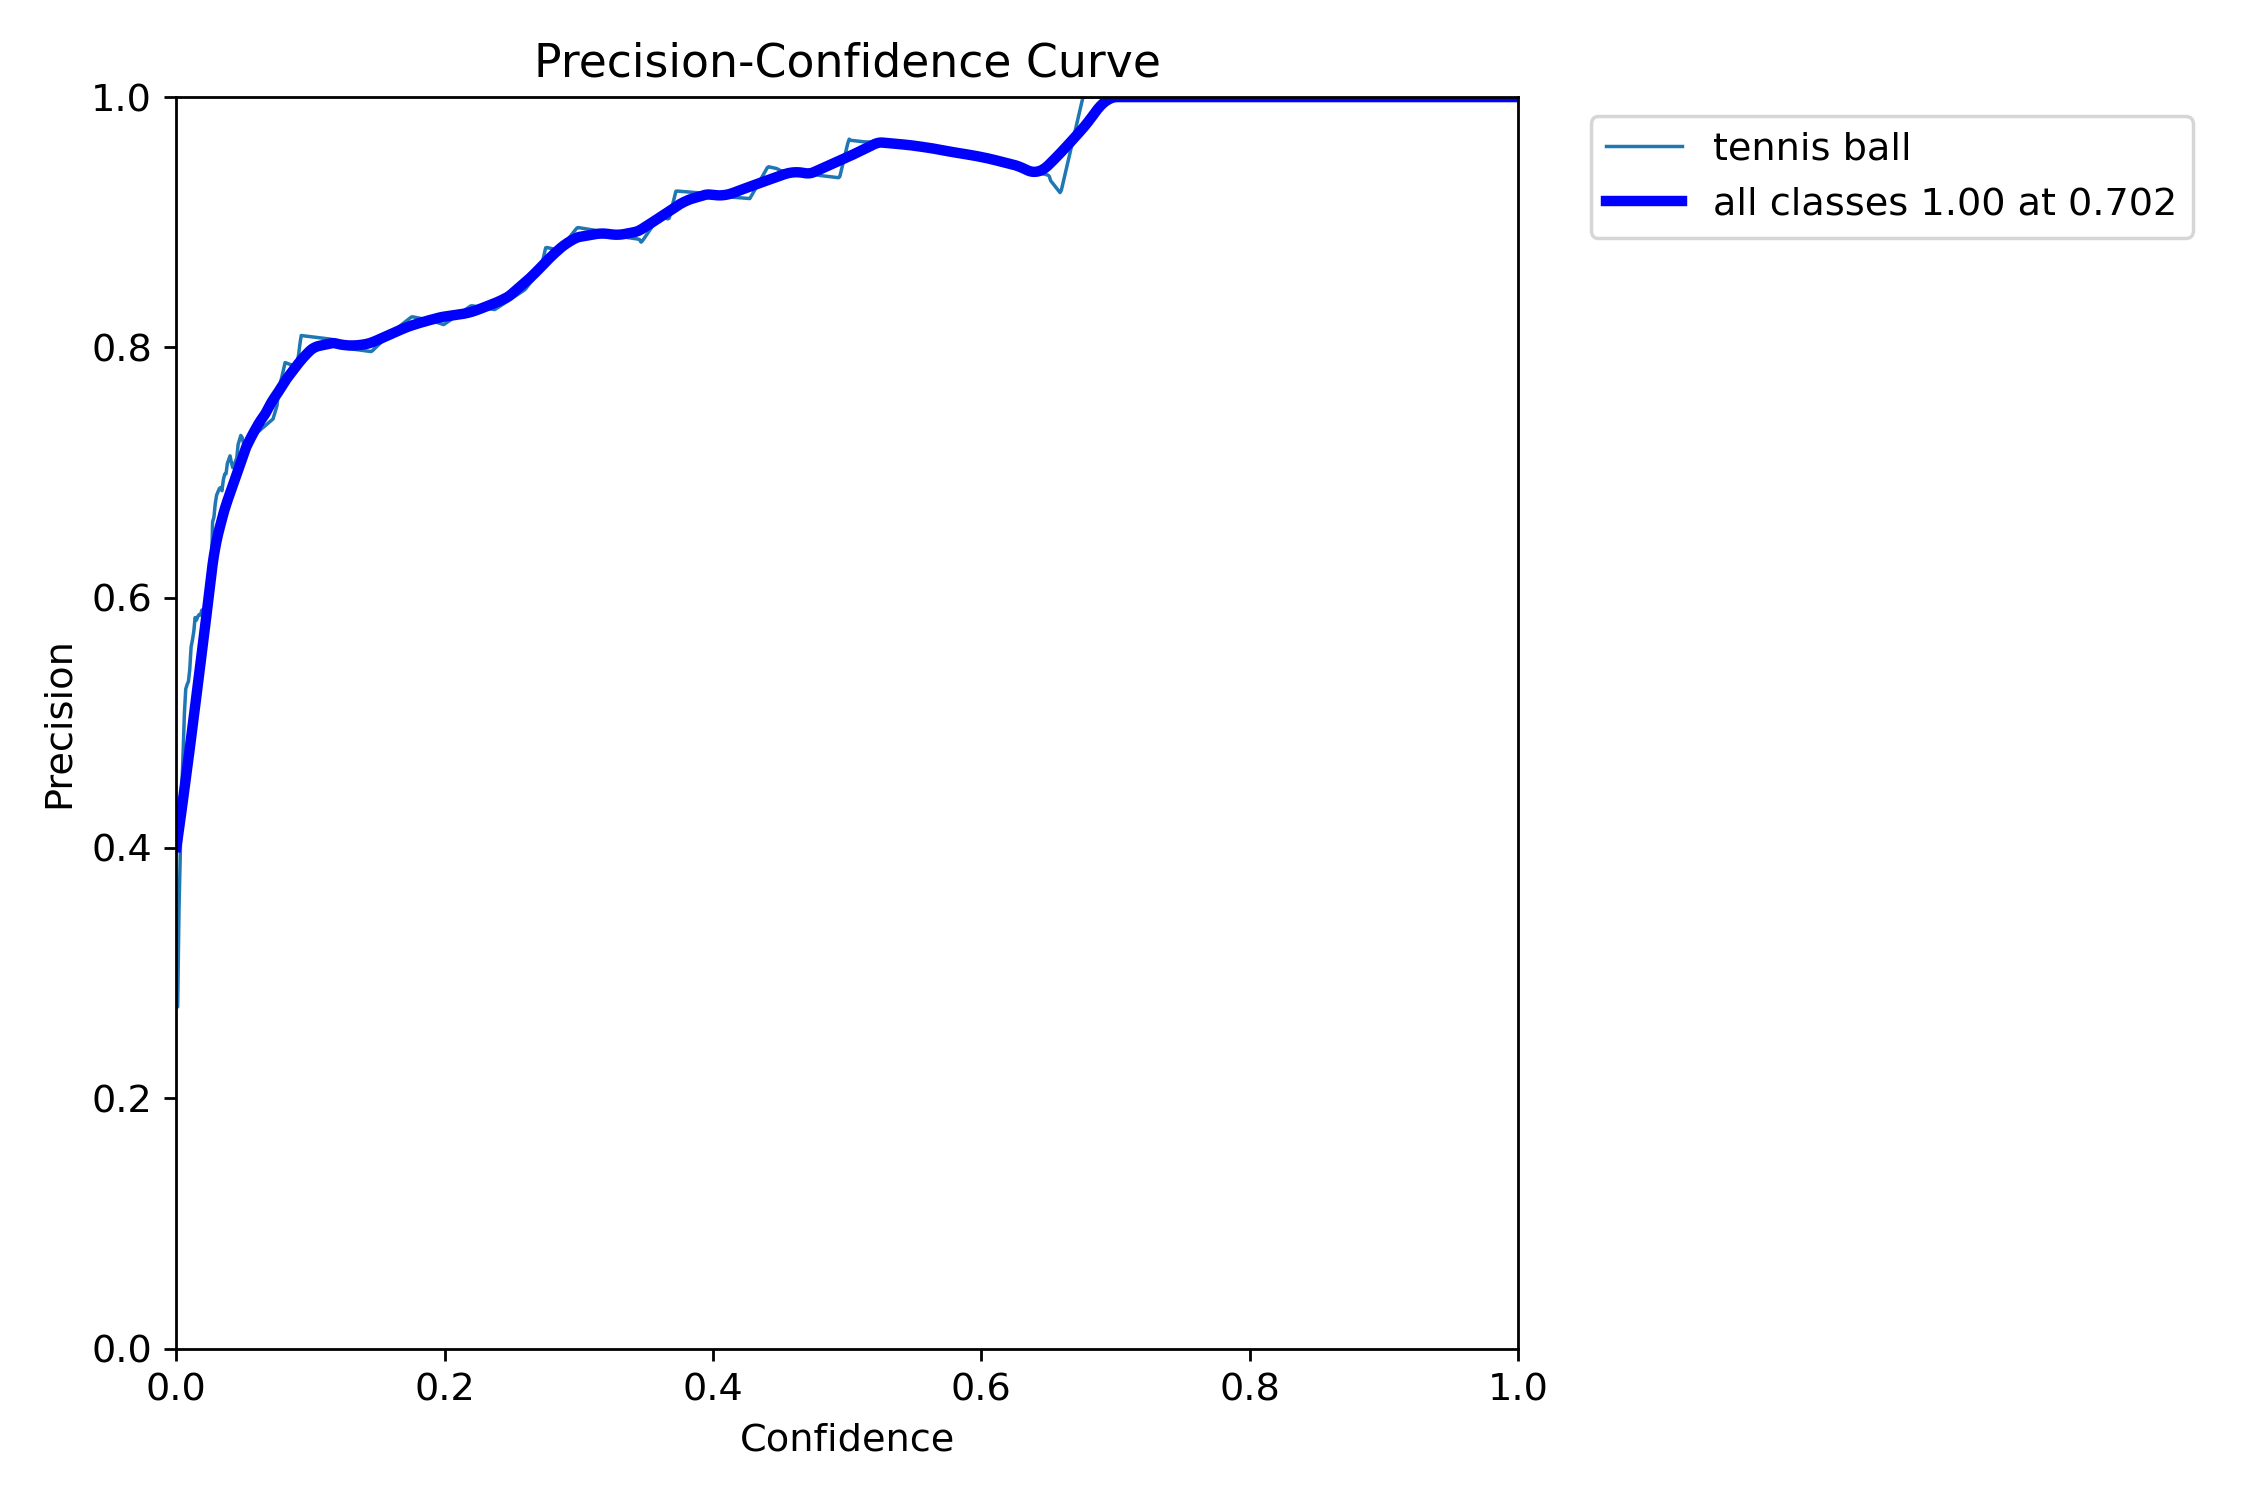 Precision-Confidence Curve
1.0
0.8
0.6
0.4
0.2
0.0
Precision
0.0 0.2 0.4 0.6 0.8 1.0
Confidence
tennis ball
all classes 1.00 at 0.702